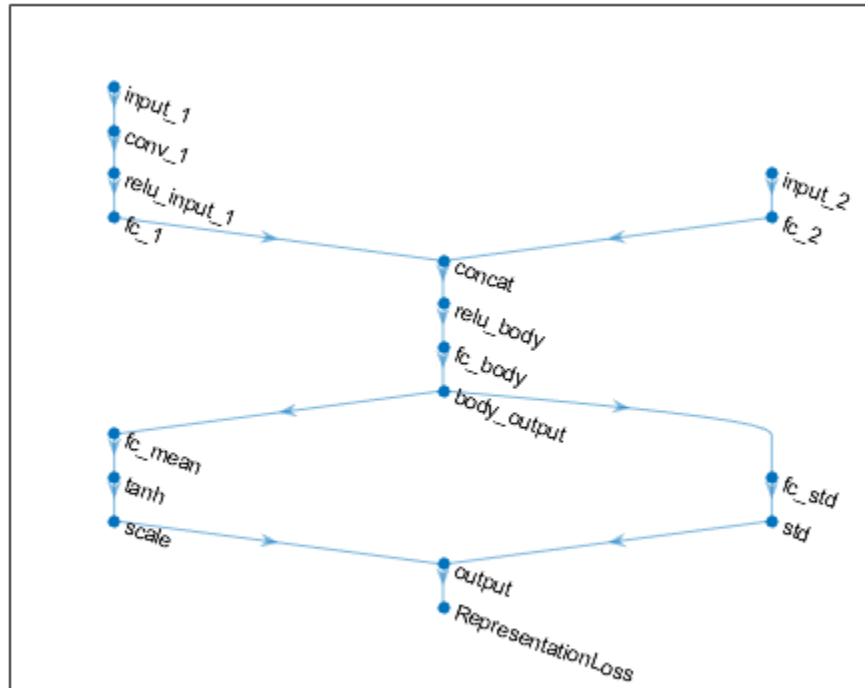 input_1
conv_1
relu_input_1
fc_1
input_2
fc_2
concat
relu_body
fc_body
body_output
fc_mean
tanh
scale
fc_std
std
output
RepresentationLoss